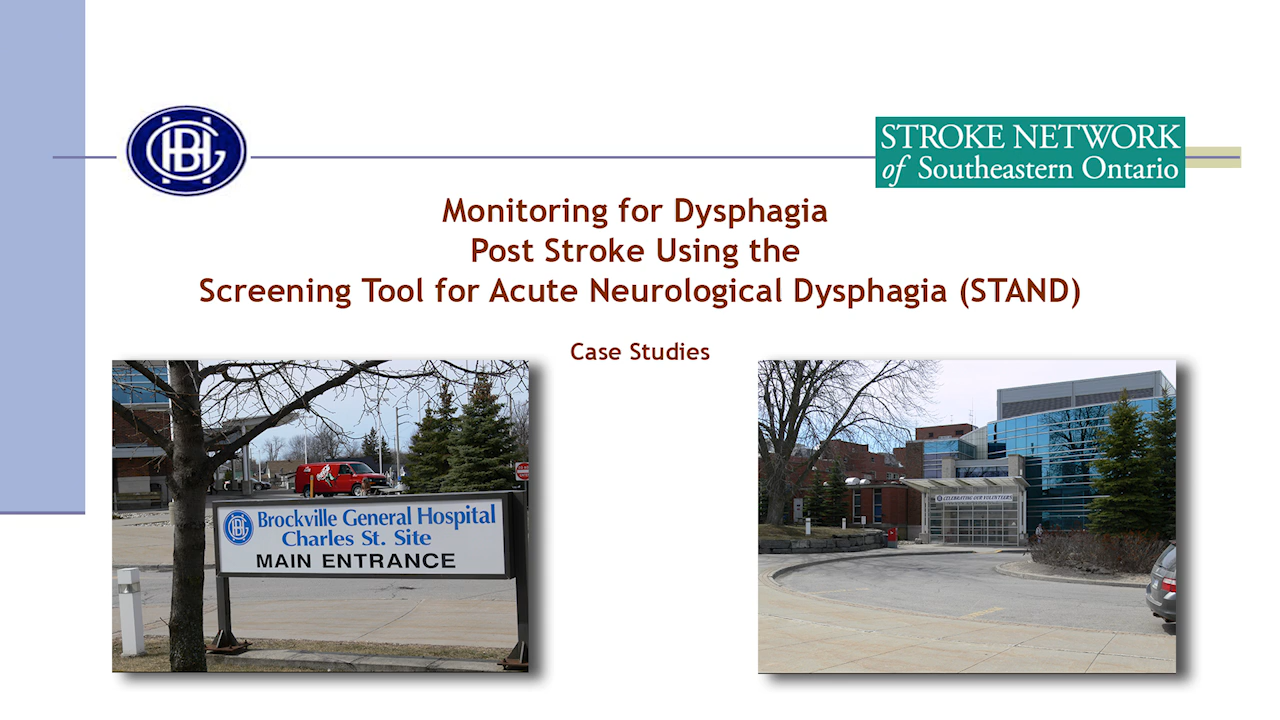 BGH
STROKE NETWORK
of Southeastern Ontario
Monitoring for Dysphagia
Post Stroke Using the
Screening Tool for Acute Neurological Dysphagia (STAND)
Case Studies
Brockville General Hospital
Charles St. Site
MAIN ENTRANCE
CELEBRATING OUR VOLUNTEERS